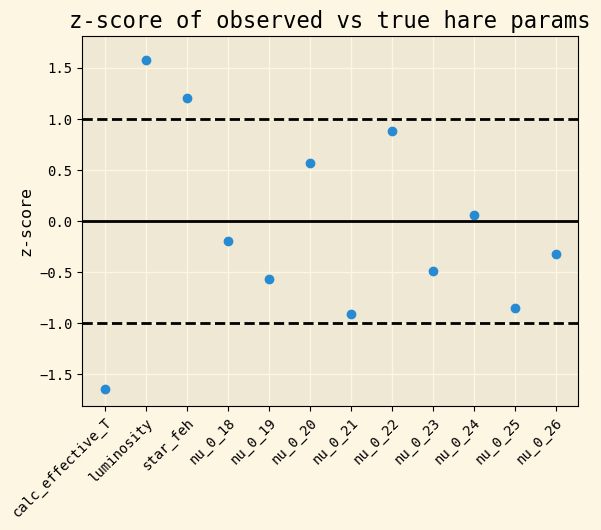 z-score of observed vs true hare params
z-score
1.5
1.0
0.5
0.0
−0.5
−1.0
−1.5
calc_effective_T
luminosity
star_feh
nu_0_18
nu_0_19
nu_0_20
nu_0_21
nu_0_22
nu_0_23
nu_0_24
nu_0_25
nu_0_26